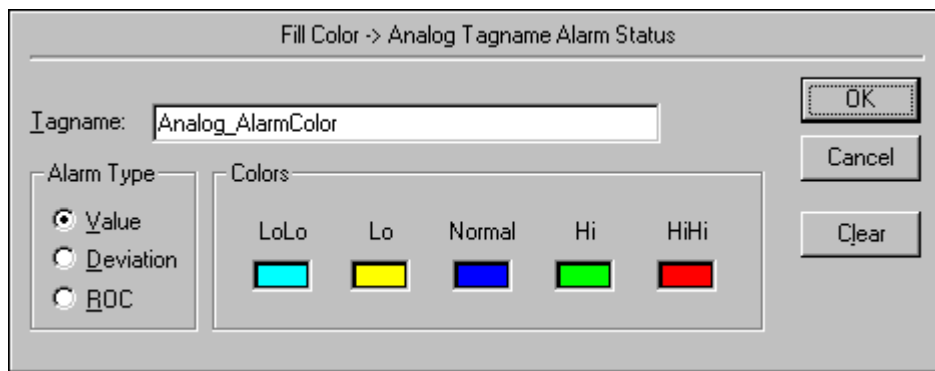 Fill Color -> Analog Tagname Alarm Status
Tagname: Analog_AlarmColor
OK
Cancel
Clear
Alarm Type
Value
Deviation
ROC
Colors
LoLo Lo Normal Hi HiHi